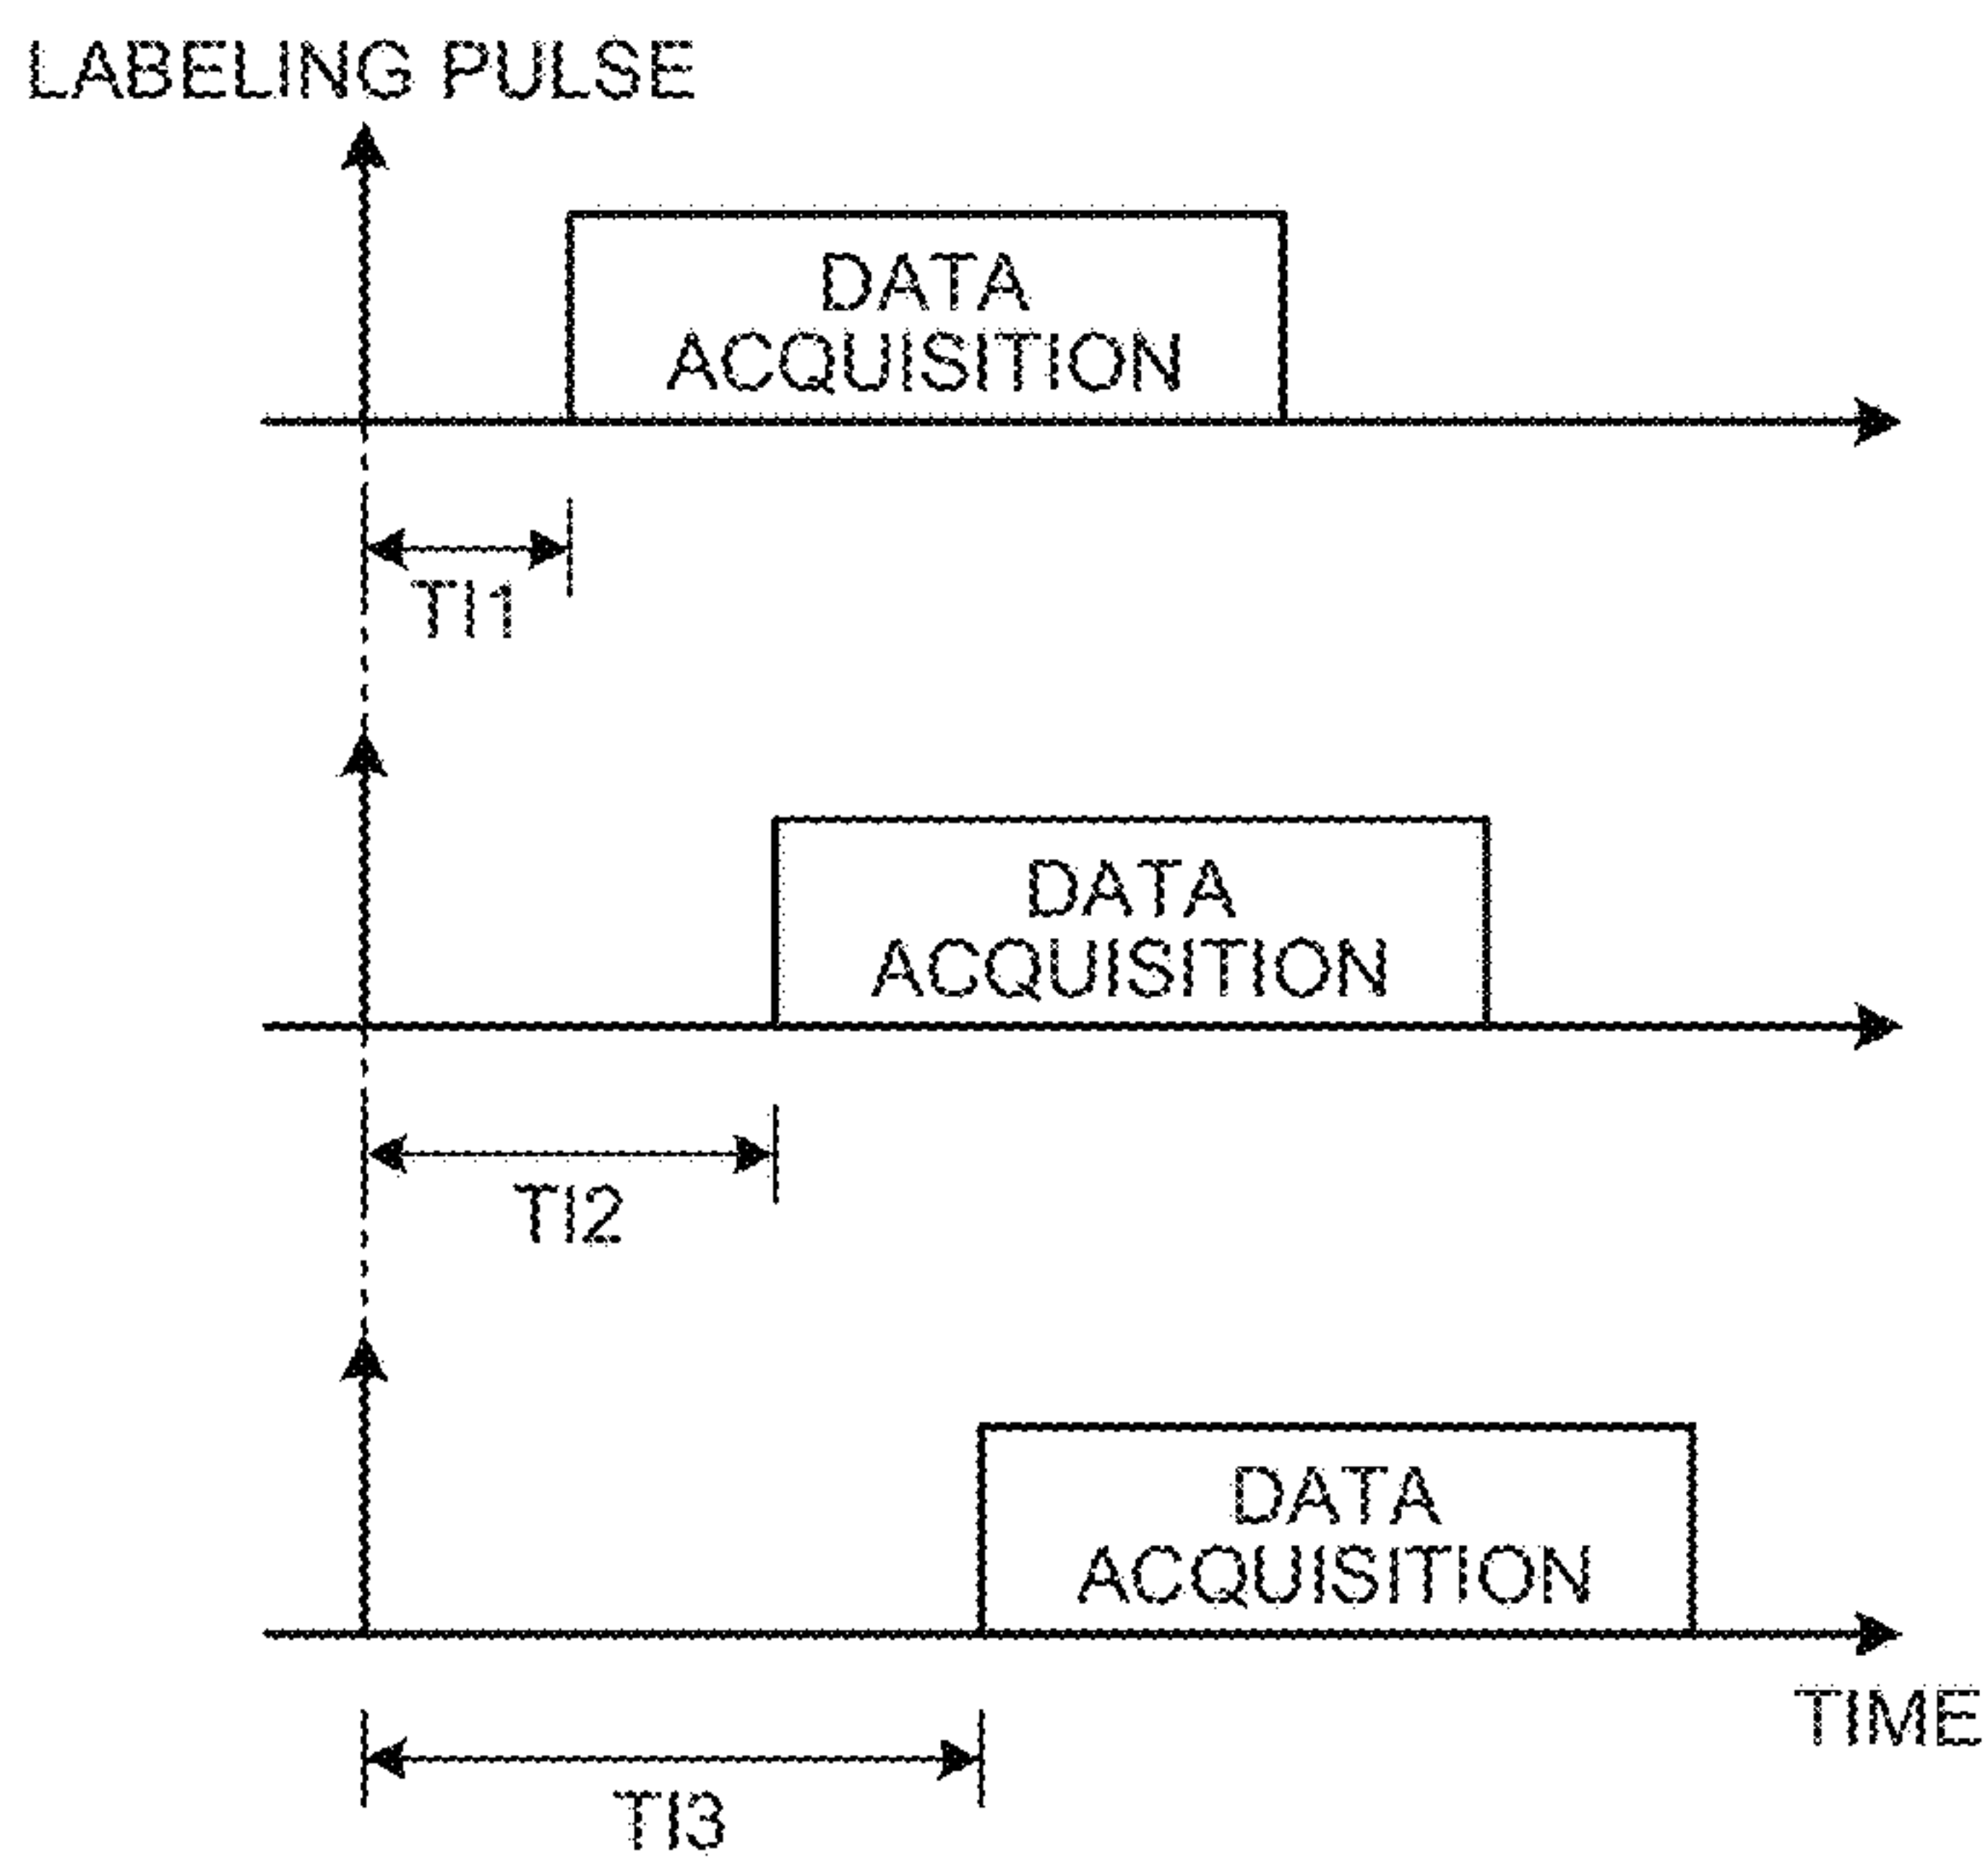 LABELING PULSE
DATA
ACQUISITION
TI1
DATA
ACQUISITION
TI2
DATA
ACQUISITION
TIME
TI3